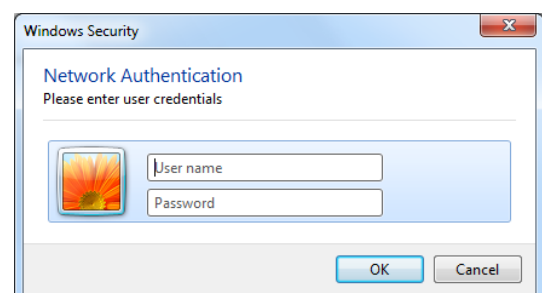 Windows Security
Network Authentication
Please enter user credentials
User name
Password
OK
Cancel